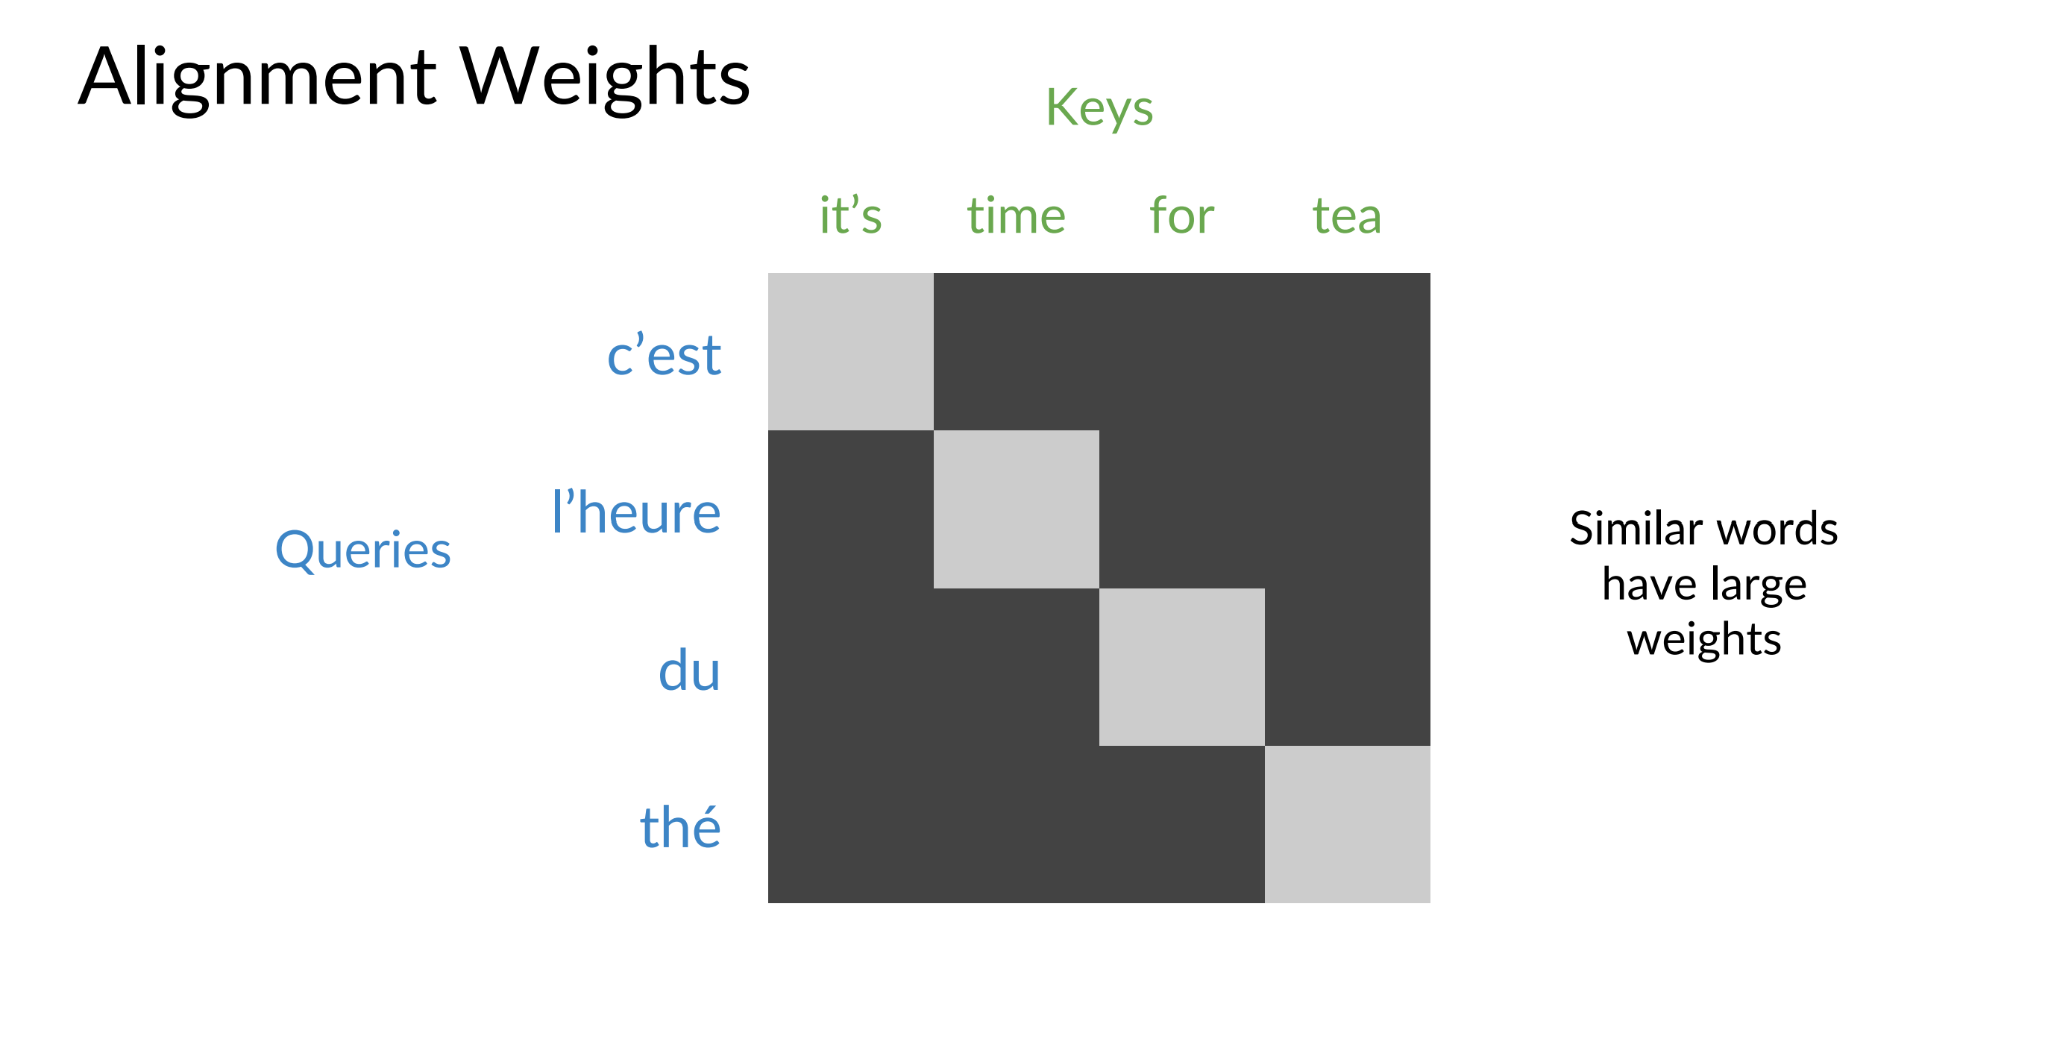 Alignment Weights
Keys
it’s time for tea
c’est
l’heure
Queries
du
thé
Similar words
have large
weights